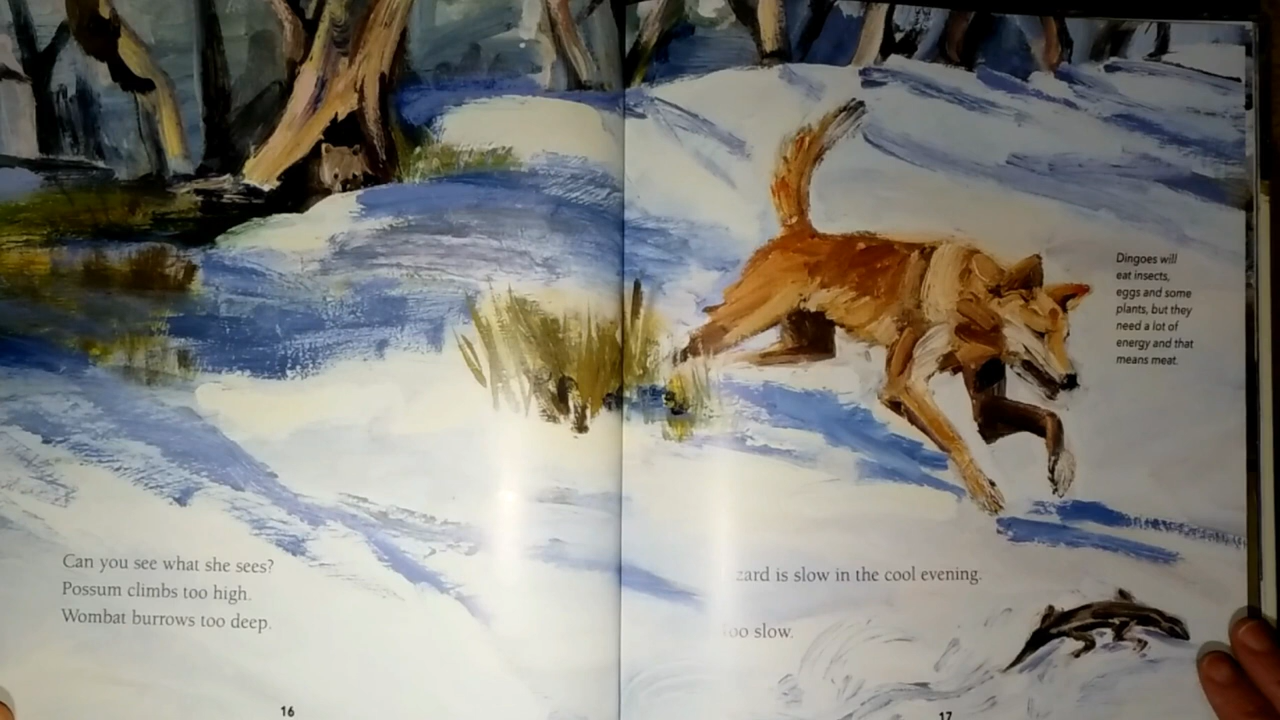 Can you see what she sees?
Possum climbs too high.
Wombat burrows too deep.
16
Dingoes will
eat insects,
eggs and some
plants, but they
need a lot of
energy and that
means meat.
zard is slow in the cool evening.
oo slow.
17